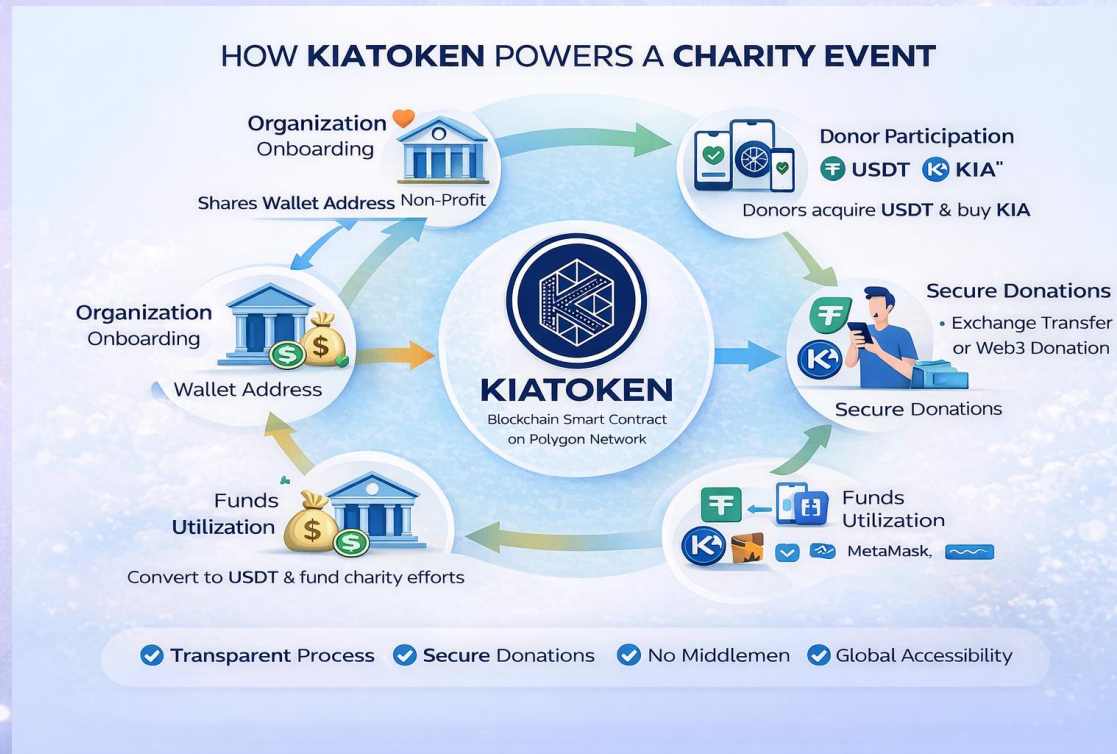 HOW KIATOKEN POWERS A CHARITY EVENT
Organization
Onboarding
Shares Wallet Address
Non-Profit
Donor Participation
USDT KIA"
Donors acquire USDT & buy KIA
Organization
Onboarding
Wallet Address
KIATOKEN
Blockchain Smart Contract
on Polygon Network
Secure Donations
• Exchange Transfer
or Web3 Donation
Secure Donations
Funds
Utilization
Convert to USDT & fund charity efforts
Funds
Utilization
MetaMask,
Transparent Process Secure Donations No Middlemen Global Accessibility